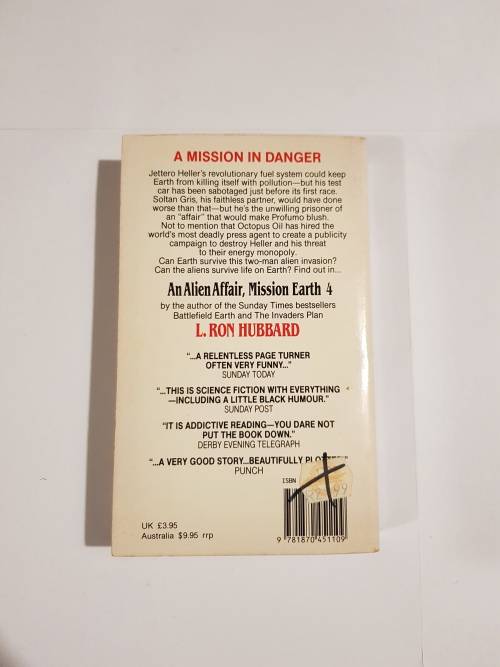 A MISSION IN DANGER
Jettero Heller's revolutionary fuel system could keep
Earth from killing itself with pollution—but his test
car has been sabotaged just before its first race.
Soltan Gris, his faithless partner, would have done
worse than that—but he's the unwilling prisoner of
an "affair" that would make Profumo blush.
Not to mention that Octopus Oil has hired the
world's most deadly press agent to create a publicity
campaign to destroy Heller and his threat
to their energy monopoly.
Can Earth survive this two-man alien invasion?
Can the aliens survive life on Earth? Find out in...
An Alien Affair, Mission Earth 4
by the author of the Sunday Times bestsellers
Battlefield Earth and The Invaders Plan
L. RON HUBBARD
"...A RELENTLESS PAGE TURNER
OFTEN VERY FUNNY..."
SUNDAY TODAY
"...THIS IS SCIENCE FICTION WITH EVERYTHING
—INCLUDING A LITTLE BLACK HUMOUR."
SUNDAY POST
"IT IS ADDICTIVE READING—YOU DARE NOT
PUT THE BOOK DOWN."
DERBY EVENING TELEGRAPH
"...A VERY GOOD STORY...BEAUTIFULLY
PUNCH
ISBN
UK £3.95
Australia $9.95 rrp
9 781870 451109